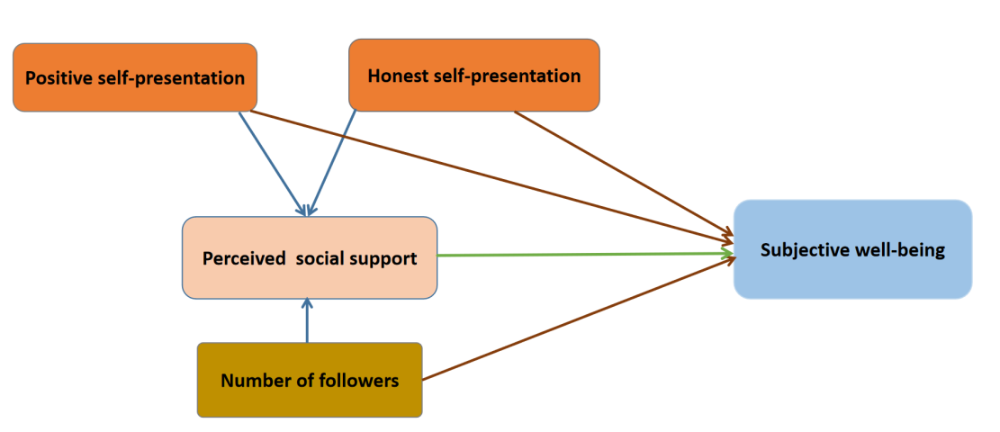 Positive self-presentation
Honest self-presentation
Perceived social support
Subjective well-being
Number of followers